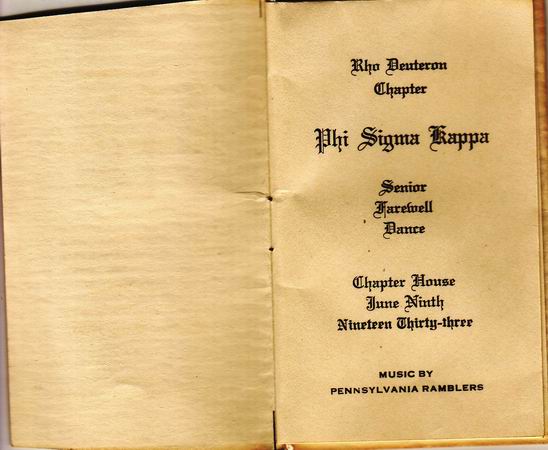 Rho Deuteron
Chapter
Phi Sigma Kappa
Senior
Farewell
Dance
Chapter House
June Ninth
Nineteen Thirty-three
MUSIC BY
PENNSYLVANIA RAMBLERS